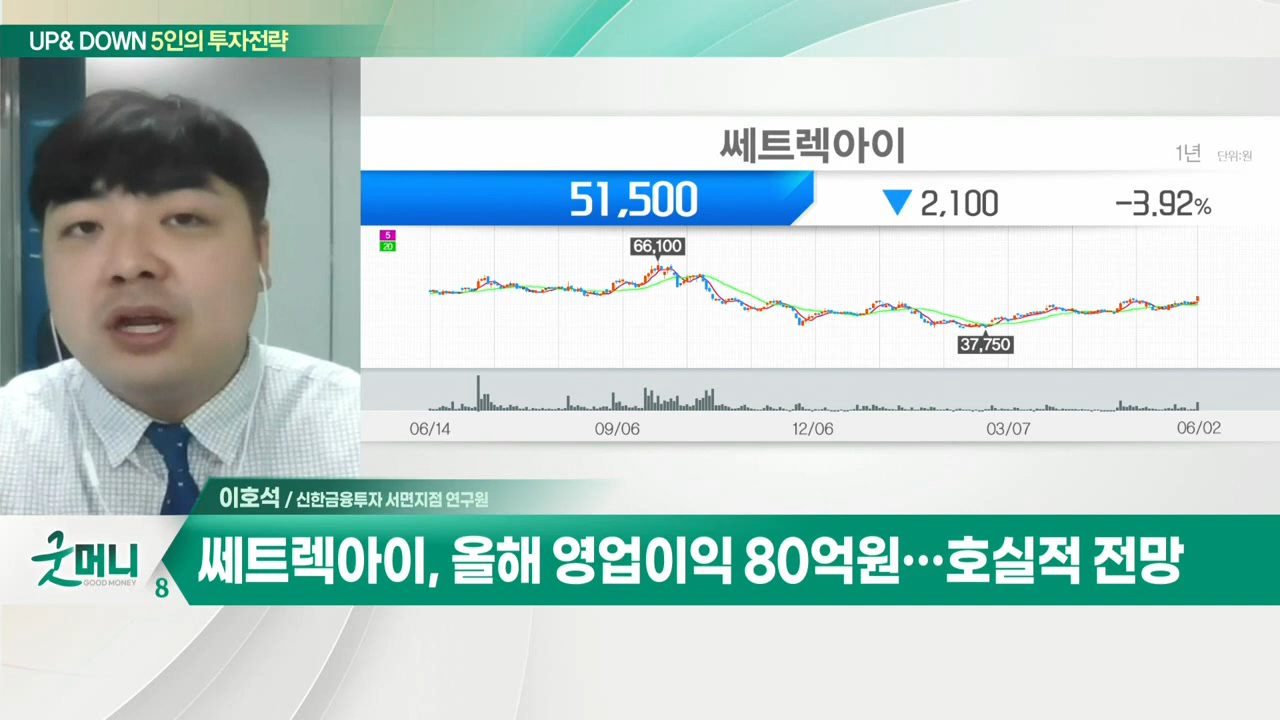 UP& DOWN 5인의 투자전략
쎄트렉아이
1년 단위:원
51,500 ▼ 2,100 -3.92%
5
20
66,100
37,750
06/14 09/06 12/06 03/07 06/02
이호석 / 신한금융투자 서면지점 연구원
굿머니
GOOD MONEY
8
쎄트렉아이, 올해 영업이익 80억원…호실적 전망